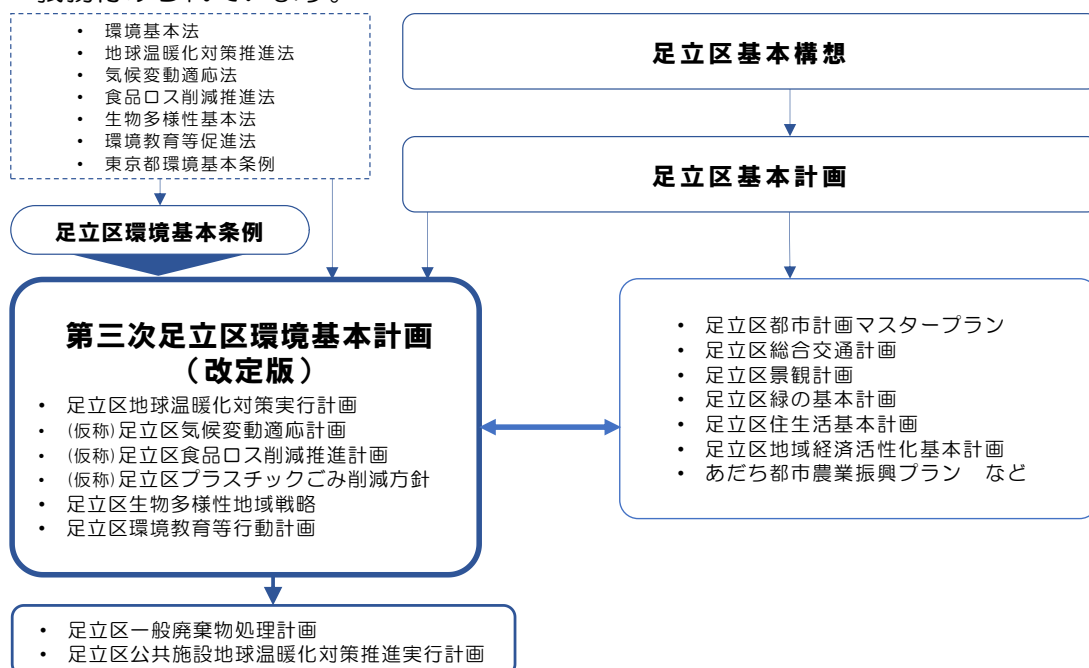 義務化づけられています。
・ 環境基本法
・ 地球温暖化対策推進法
・ 気候変動適応法
・ 食品ロス削減推進法
・ 生物多様性基本法
・ 環境教育等促進法
・ 東京都環境基本条例
足立区基本構想
足立区基本計画
足立区環境基本条例
第三次足立区環境基本計画
（改定版）
・ 足立区地球温暖化対策実行計画
・ (仮称)足立区気候変動適応計画
・ (仮称)足立区食品ロス削減推進計画
・ (仮称)足立区プラスチックごみ削減方針
・ 足立区生物多様性地域戦略
・ 足立区環境教育等行動計画
・ 足立区都市計画マスタープラン
・ 足立区総合交通計画
・ 足立区景観計画
・ 足立区緑の基本計画
・ 足立区住生活基本計画
・ 足立区地域経済活性化基本計画
・ あだち都市農業振興プラン　など
・ 足立区一般廃棄物処理計画
・ 足立区公共施設地球温暖化対策推進実行計画